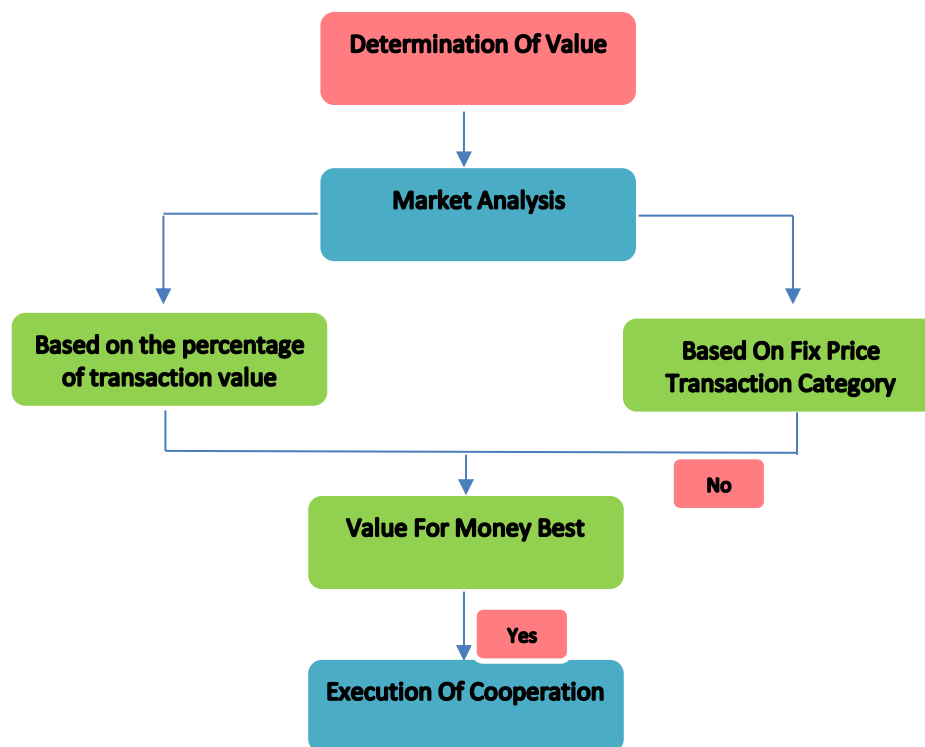 Determination Of Value
Market Analysis
Based on the percentage
of transaction value
Based On Fix Price
Transaction Category
No
Value For Money Best
Yes
Execution Of Cooperation